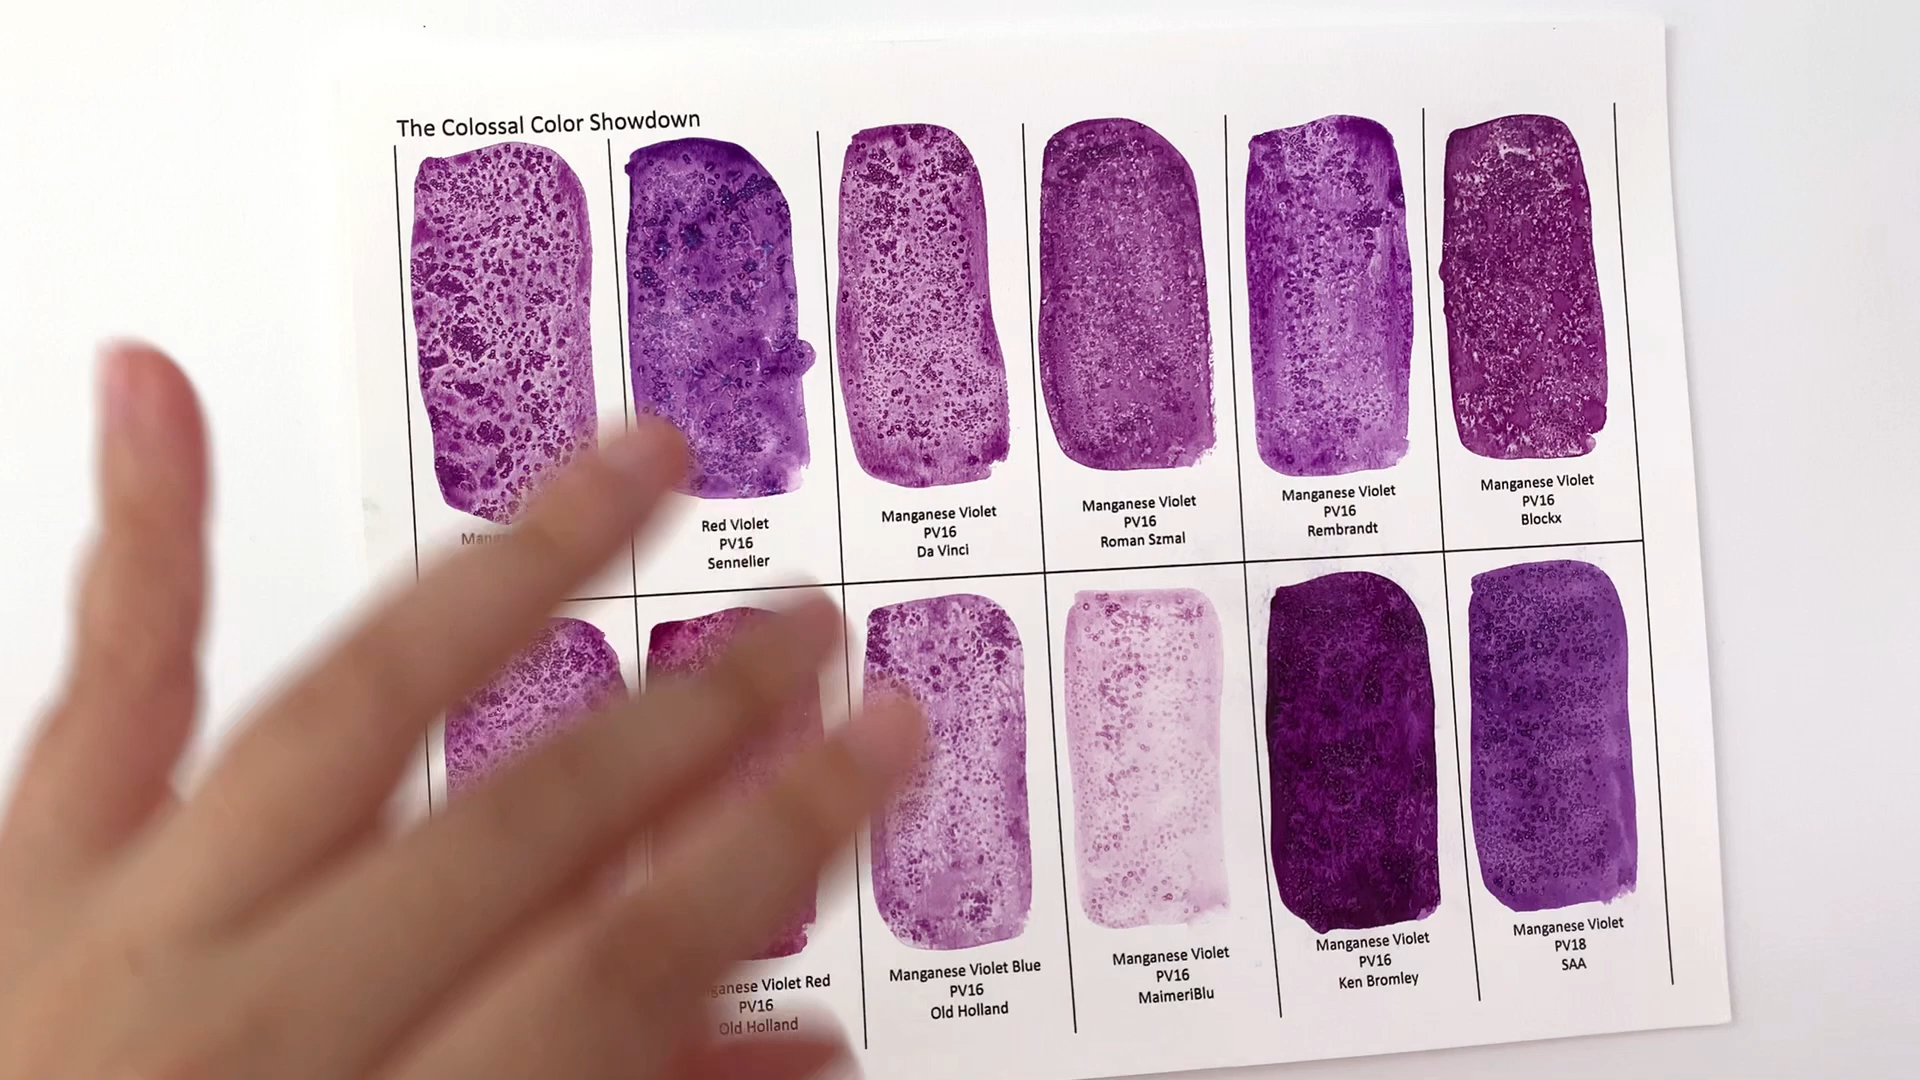 The Colossal Color Showdown
Red Violet
PV16
Sennelier
Manganese Violet
PV16
Da Vinci
Manganese Violet
PV16
Roman Szmal
Manganese Violet
PV16
Rembrandt
Manganese Violet
PV16
Blockx
Violet Red
PV16
Old Holland
Manganese Violet Blue
PV16
Old Holland
Manganese Violet
PV16
MaimeriBlu
Manganese Violet
PV16
Ken Bromley
Manganese Violet
PV18
SAA